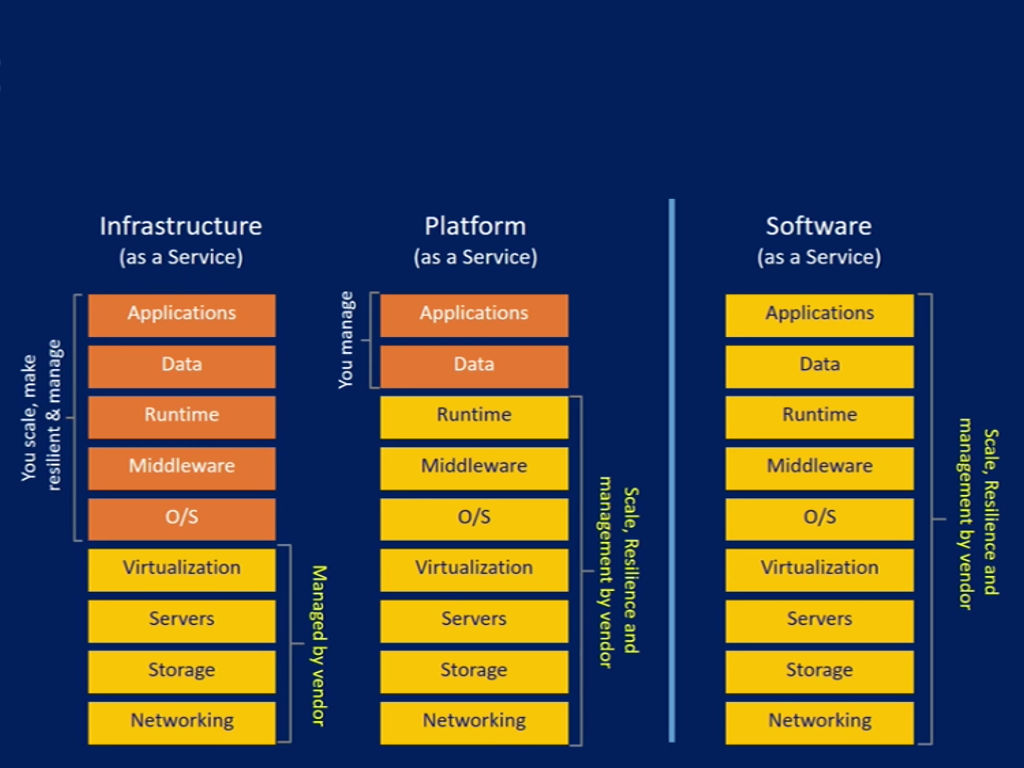 Infrastructure
(as a Service)
You scale, make
resilient & manage
Applications
Data
Runtime
Middleware
O/S
Virtualization
Servers
Storage
Networking
Managed by vendor
Platform
(as a Service)
You manage
Applications
Data
Runtime
Middleware
O/S
Virtualization
Servers
Storage
Networking
Scale, Resilience and
management by vendor
Software
(as a Service)
Applications
Data
Runtime
Middleware
O/S
Virtualization
Servers
Storage
Networking
Scale, Resilience and
management by vendor